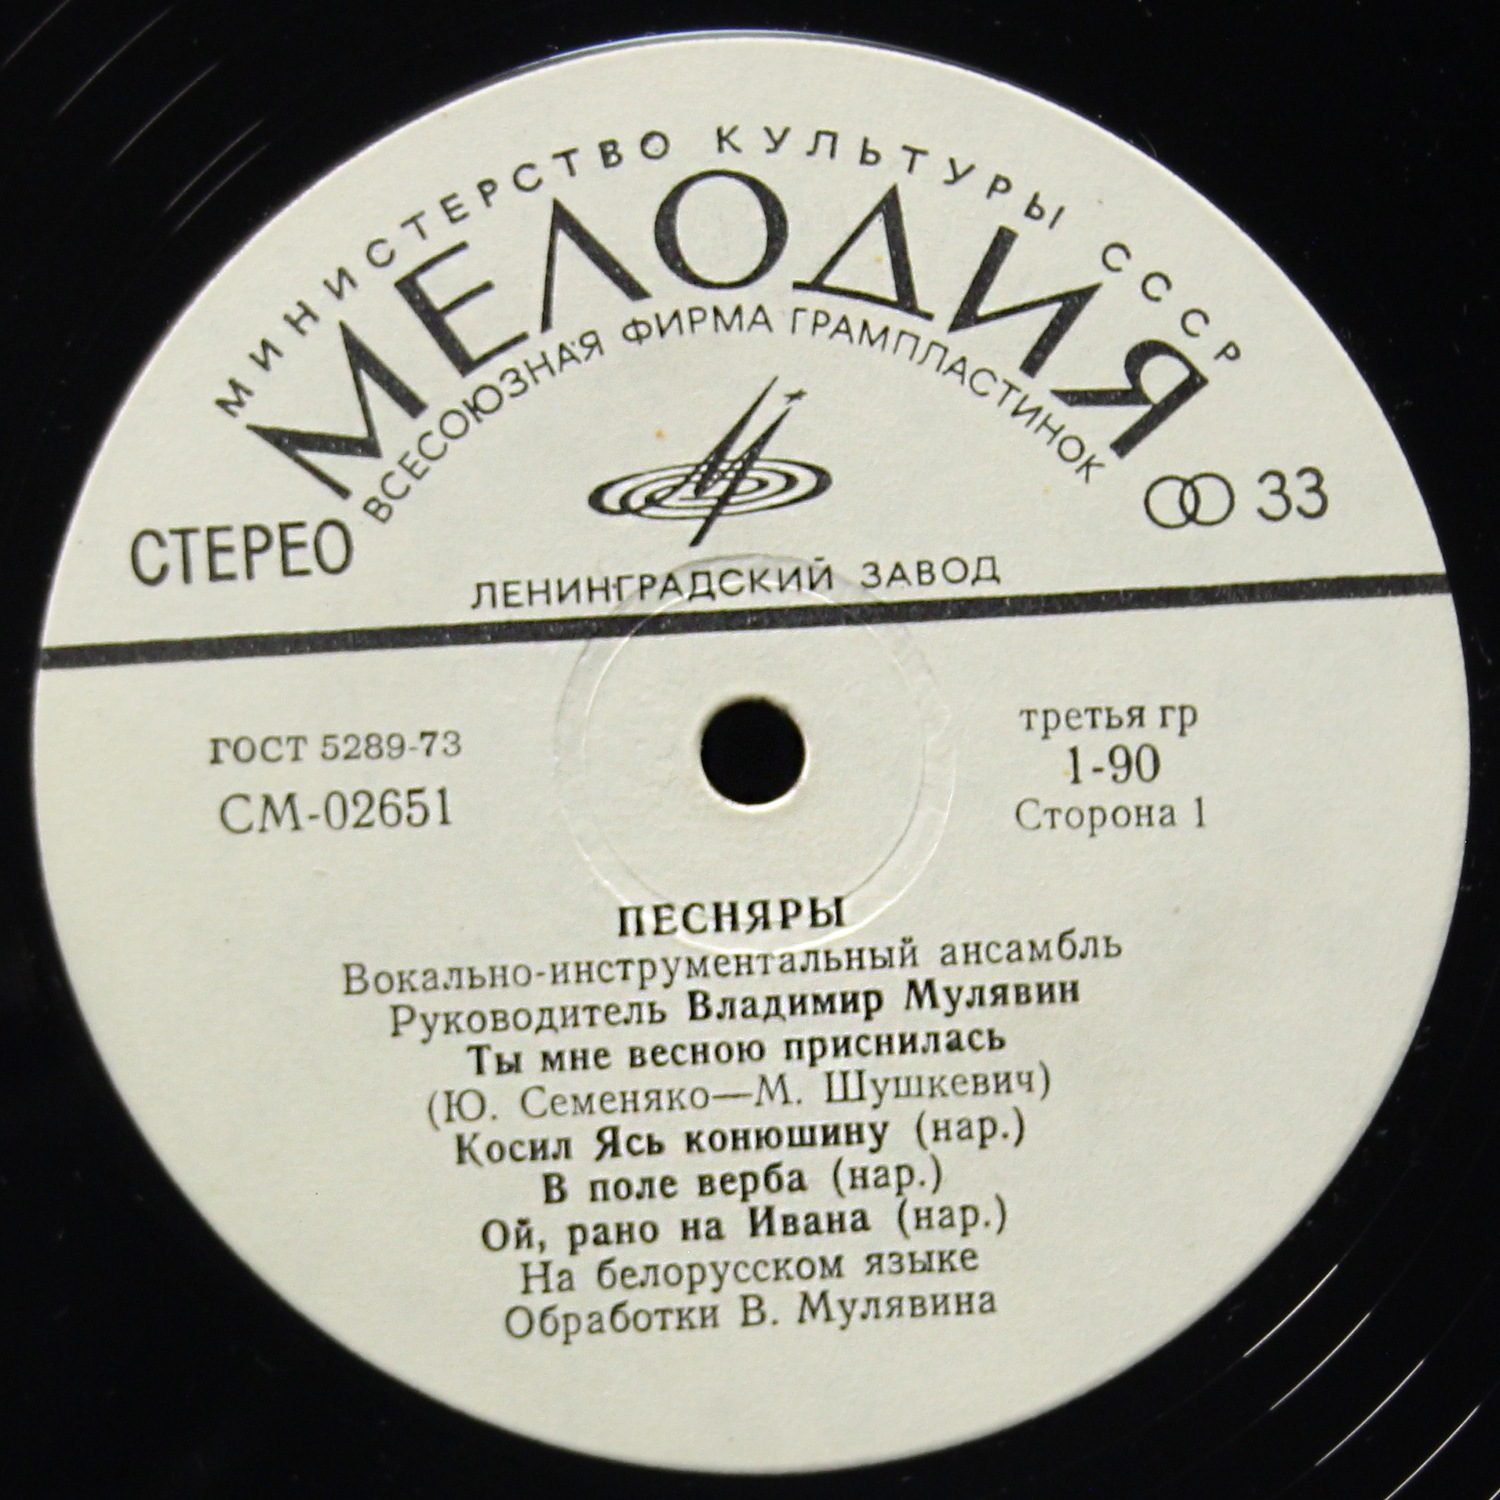 МИНИСТЕРСТВО КУЛЬТУРЫ СССР
МЕЛОДИЯ
ВСЕСОЮЗНАЯ ФИРМА ГРАМПЛАСТИНОК
СТЕРЕО
33
ЛЕНИНГРАДСКИЙ ЗАВОД
ГОСТ 5289-73
СМ-02651
третья гр
1-90
Сторона 1
ПЕСНЯРЫ
Вокально-инструментальный ансамбль
Руководитель Владимир Мулявин
Ты мне весною приснилась
(Ю. Семеняко—М. Шушкевич)
Косил Ясь конюшину (нар.)
В поле верба (нар.)
Ой, рано на Ивана (нар.)
На белорусском языке
Обработки В. Мулявина